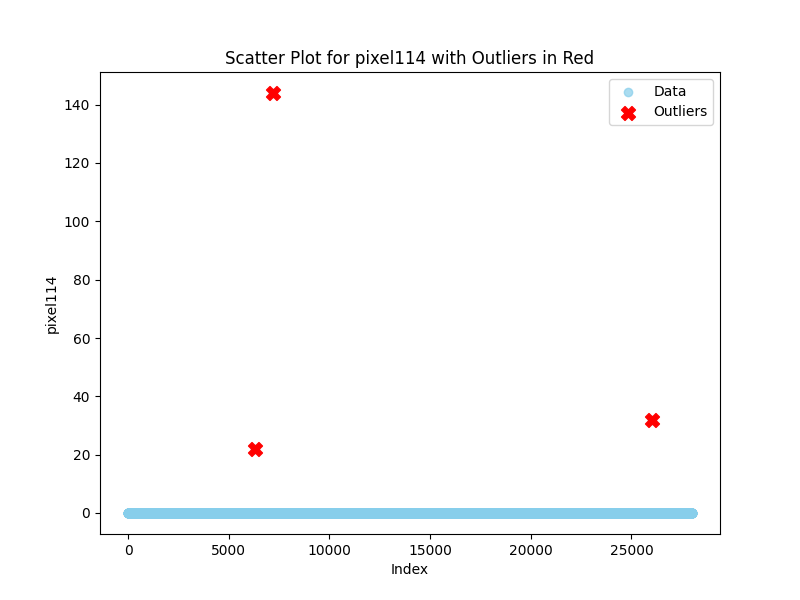 Scatter Plot for pixel114 with Outliers in Red
Data
Outliers
140
120
100
80
60
40
20
0
pixel114
0 5000 10000 15000 20000 25000
Index